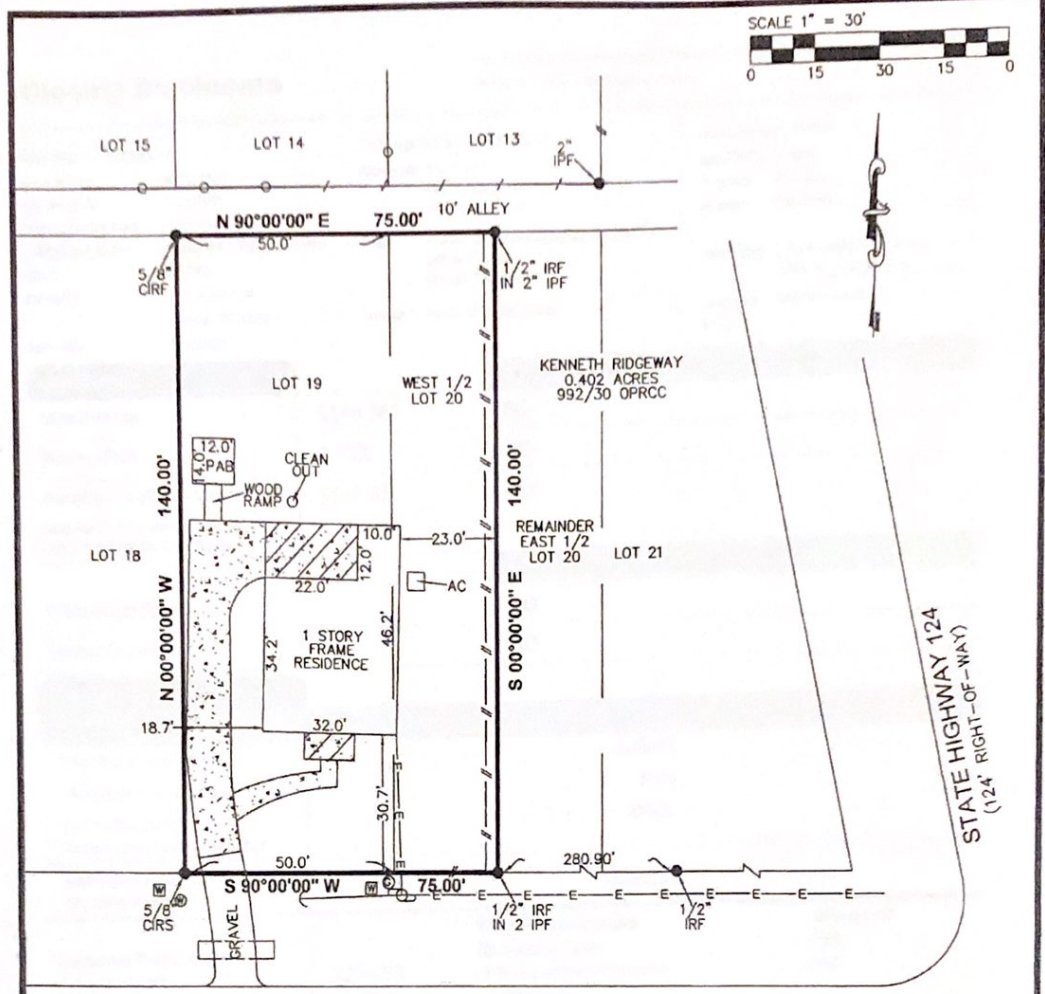 SCALE 1" = 30'
0 15 30 15 0
LOT 15
LOT 14
LOT 13
2"
IPF
N 90°00'00" E 75.00'
10' ALLEY
50.0'
5/8"
CIRF
1/2" IRF
IN 2" IPF
LOT 19
WEST 1/2
LOT 20
KENNETH RIDGEWAY
0.402 ACRES
992/30 OPRCC
12.0'
14.0'
PAB
CLEAN
OUT
WOOD
RAMP
N 00°00'00" W 140.00'
140.00'
S 00°00'00" E
LOT 18
10.0'
23.0'
REMAINDER
EAST 1/2
LOT 20
LOT 21
12.0'
22.0'
AC
46.2'
34.2'
1 STORY
FRAME
RESIDENCE
18.7'
32.0'
30.7'
E
E
E
STATE HIGHWAY 124
(124' RIGHT-OF-WAY)
50.0'
280.90'
S 90°00'00" W 75.00'
W
W
W
E E E E E E E
5/8"
CIRS
1/2" IRF
IN 2 IPF
1/2"
IRF
GRAVEL